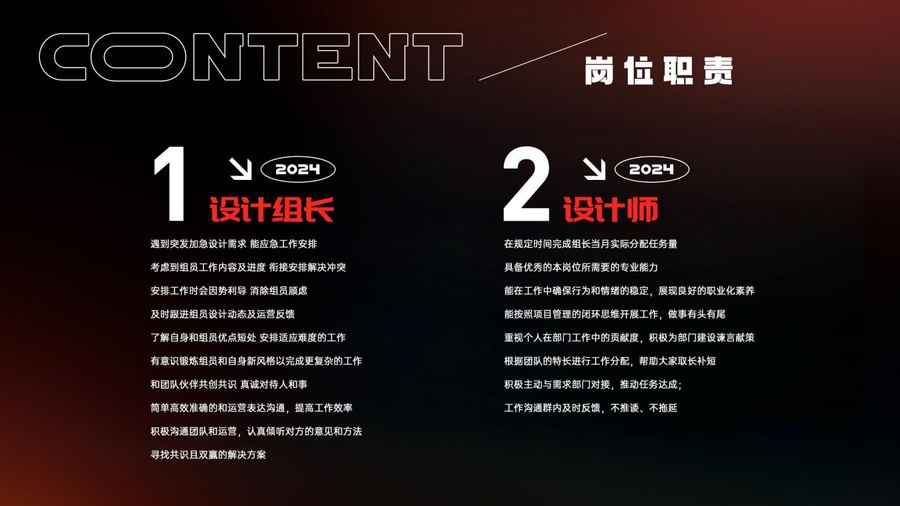 CONTENT
岗位职责
1
2024
设计组长
遇到突发加急设计需求 能应急工作安排
考虑到组员工作内容及进度 衔接安排解决冲突
安排工作时会因势利导 消除组员顾虑
及时跟进组员设计动态及运营反馈
了解自身和组员优点短处 安排适应难度的工作
有意识锻炼组员和自身新风格以完成更复杂的工作
和团队伙伴共创共识 真诚对待人和事
简单高效准确的和运营表达沟通，提高工作效率
积极沟通团队和运营，认真倾听对方的意见和方法
寻找共识且双赢的解决方案
2
2024
设计师
在规定时间完成组长当月实际分配任务量
具备优秀的本岗位所需要的专业能力
能在工作中确保行为和情绪的稳定，展现良好的职业化素养
能按照项目管理的闭环思维开展工作，做事有头有尾
重视个人在部门工作中的贡献度，积极为部门建设谏言献策
根据团队的特长进行工作分配，帮助大家取长补短
积极主动与需求部门对接，推动任务达成；
工作沟通群内及时反馈，不推诿、不拖延